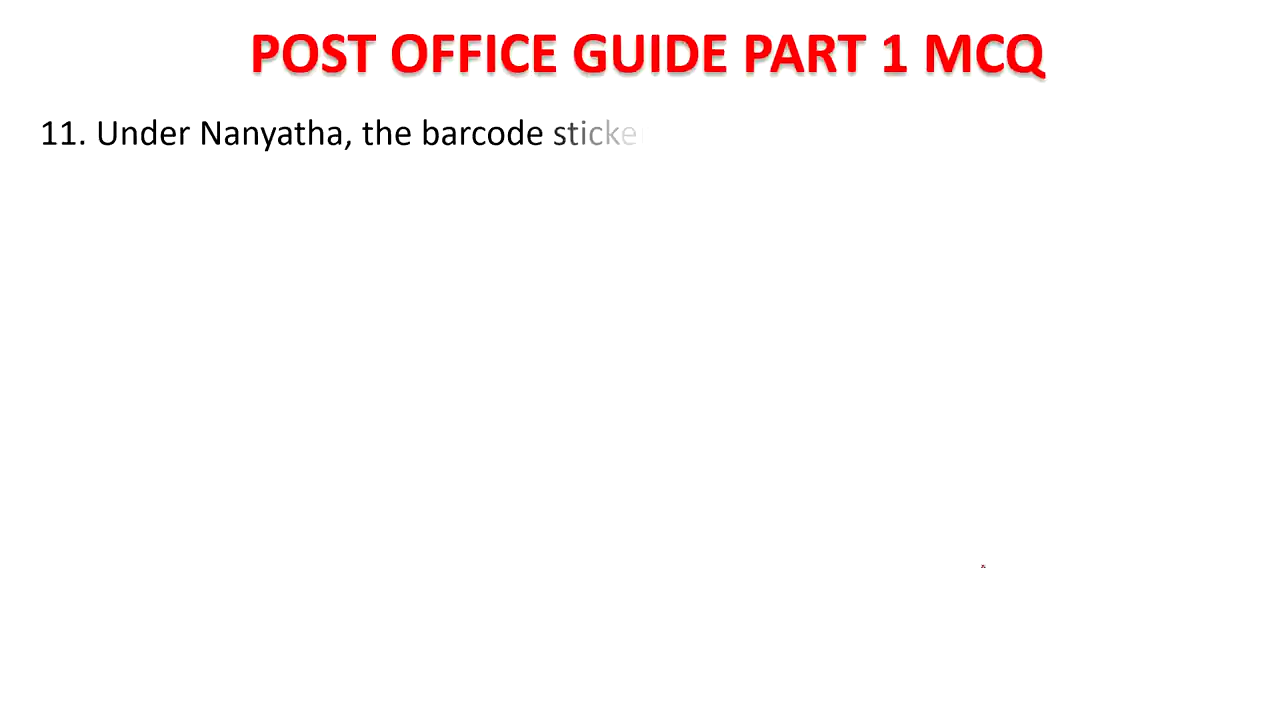 POST OFFICE GUIDE PART 1 MCQ
11. Under Nanyatha, the barcode sticke